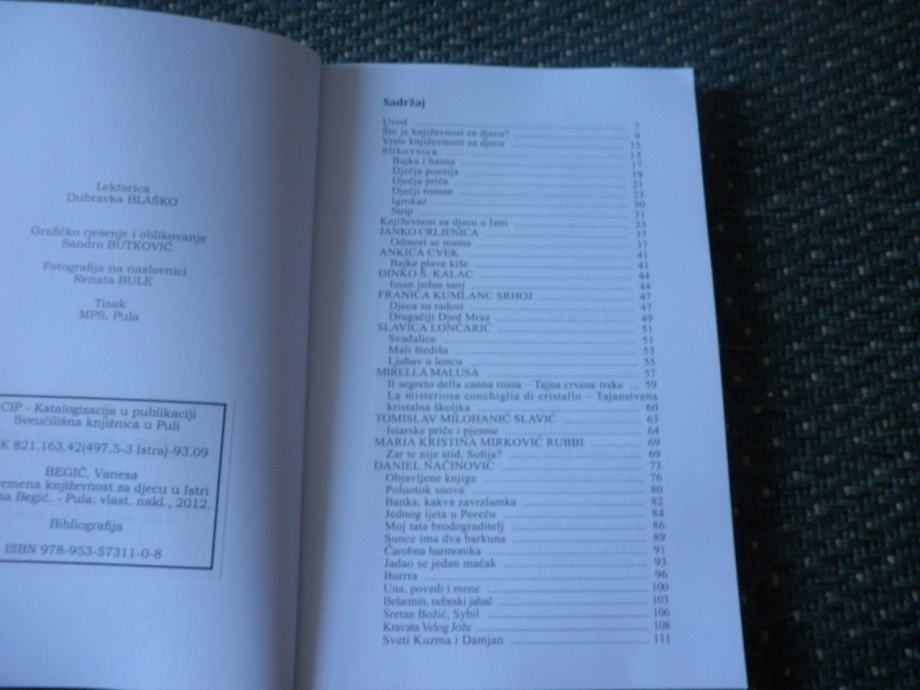 Lektorica
Dubravka BLAŠKO
Grafičko rješenje i oblikovanje
Sandro BUTKOVIĆ
Fotografija na naslovnici
Renata BULE
Tisak
MPS, Pula
CIP - Katalogizacija u publikaciji
Sveučilišna knjižnica u Puli
K 821.163.42(497.5-3 Istra)-93.09
BEGIĆ, Vanesa
remena književnost za djecu u Istri
sa Begić. - Pula: vlast. nakl., 2012.
Bibliografija
ISBN 978-953-57311-0-8
Sadržaj
Uvod 7
Što je književnost za djecu? 9
Vrste književnosti za djecu 15
Slikovnica 15
Bajka i basna 17
Dječja poezija 19
Dječja priča 21
Dječji roman 23
Igrokaz 30
Strip 31
Književnost za djecu u Istri 33
JANKO CRLJENICA 37
Odmori se mama 37
ANKICA CVEK 41
Bajke plave kiše 41
DINKO Š. KALAC 44
Iman jedan sanj 44
FRANICA KUMLANC SRHOJ 47
Djeca su radost 47
Drugačiji Djed Mraz 49
SLAVICA LONČARIĆ 51
Svađalice 51
Mali štediša 53
Ljubav u loncu 55
MIRELLA MALUSÀ 57
Il segreto della canna rossa – Tajna crvene trske ... 59
La misteriosa conchiglia di cristallo – Tajanstvena
kristalna školjka 60
TOMISLAV MILOHANIĆ SLAVIĆ 63
Istarske priče i pjesme 64
MARIA KRISTINA MIRKOVIĆ RUBBI 69
Zar te nije stid, Sofija? 69
DANIEL NAČINOVIĆ 73
Objavljene knjige 76
Poluotok snova 80
Banka, kakva zavrzlamka 82
Jednog ljeta u Poreču 84
Moj tata brodograditelj 86
Sunce ima dva barkuna 89
Čarobna harmonika 91
Jadao se jedan mačak 93
Burrra 96
Una, povedi i mene 100
Belarmin, nebeski jahač 103
Sretan Božić, Sybil 106
Kravata Velog Jože 108
Sveti Kuzma i Damjan 111